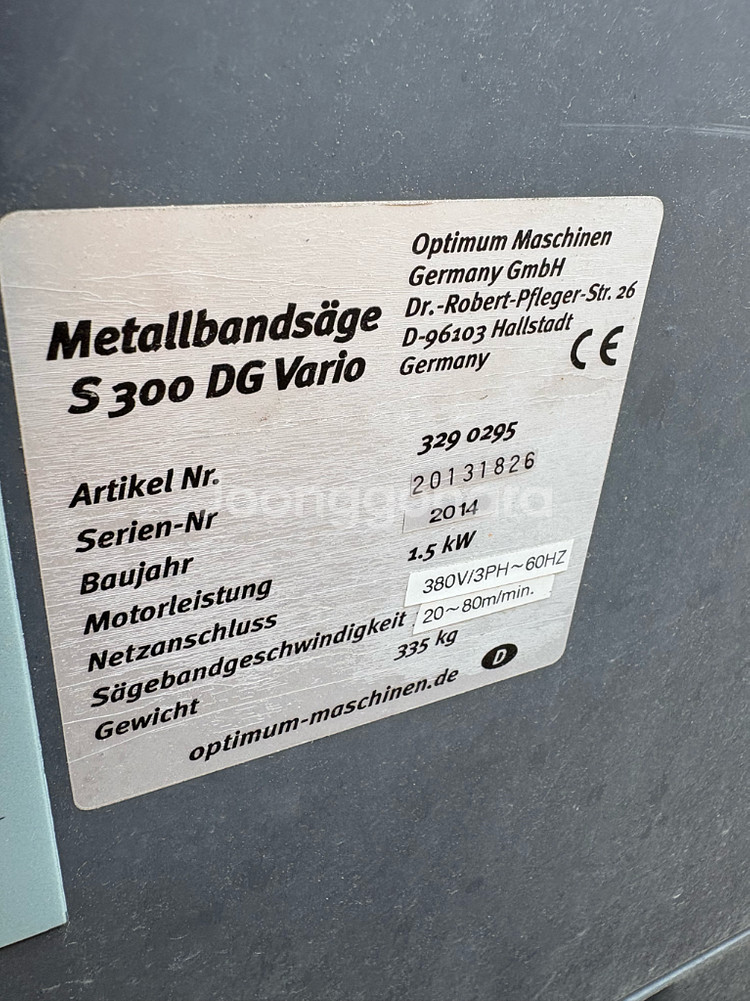 Optimum Maschinen
Germany GmbH
Dr.-Robert-Pfleger-Str. 26
D-96103 Hallstadt
Germany
CE
Metallbandsäge
S 300 DG Vario
Artikel Nr. 329 0295
Serien-Nr 20131826
Baujahr 2014
Motorleistung 1.5 kW
Netzanschluss 380V/3PH~60HZ
Sägebandgeschwindigkeit 20~80m/min.
Gewicht 335 kg
optimum-maschinen.de D